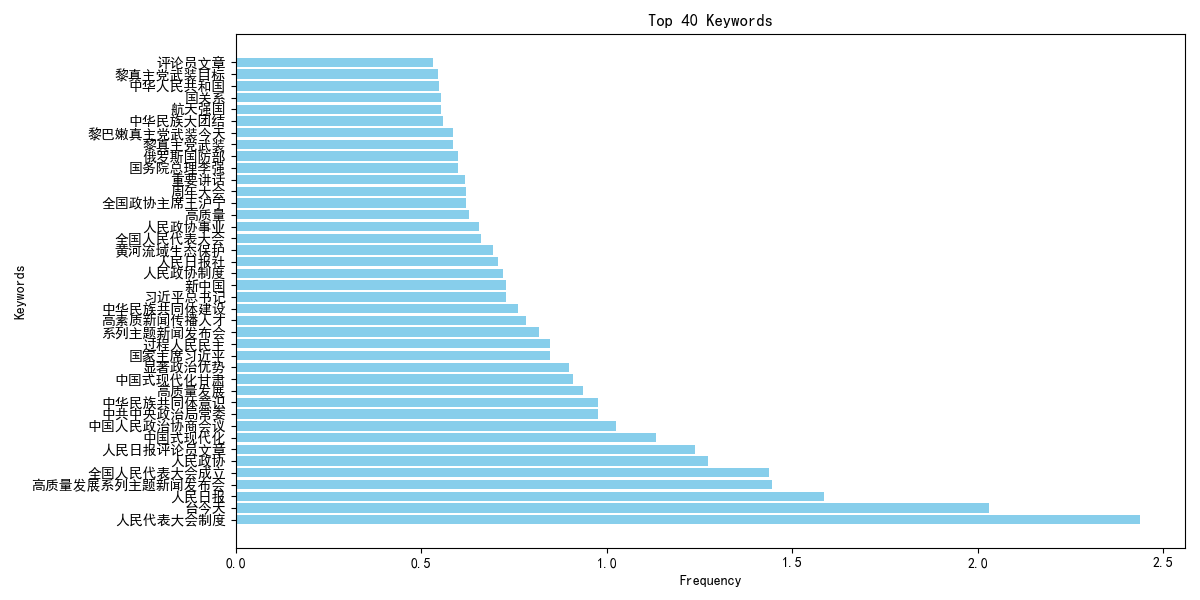 Top 40 Keywords
Keywords
评论员文章
黎真主党武装目标
中华人民共和国
国关系
航天强国
中华民族大团结
黎巴嫩真主党武装今天
黎真主党武装
俄罗斯国防部
国务院总理李强
重要讲话
周年大会
全国政协主席王沪宁
高质量
人民政协事业
全国人民代表大会
黄河流域生态保护
人民日报社
人民政协制度
新中国
习近平总书记
中华民族共同体建设
高素质新闻传播人才
系列主题新闻发布会
过程人民民主
国家主席习近平
显著政治优势
中国式现代化甘肃
高质量发展
中华民族共同体意识
中共中央政治局常委
中国人民政治协商会议
中国式现代化
人民日报评论员文章
人民政协
全国人民代表大会成立
高质量发展系列主题新闻发布会
人民日报
台今天
人民代表大会制度
0.0 0.5 1.0 1.5 2.0 2.5
Frequency